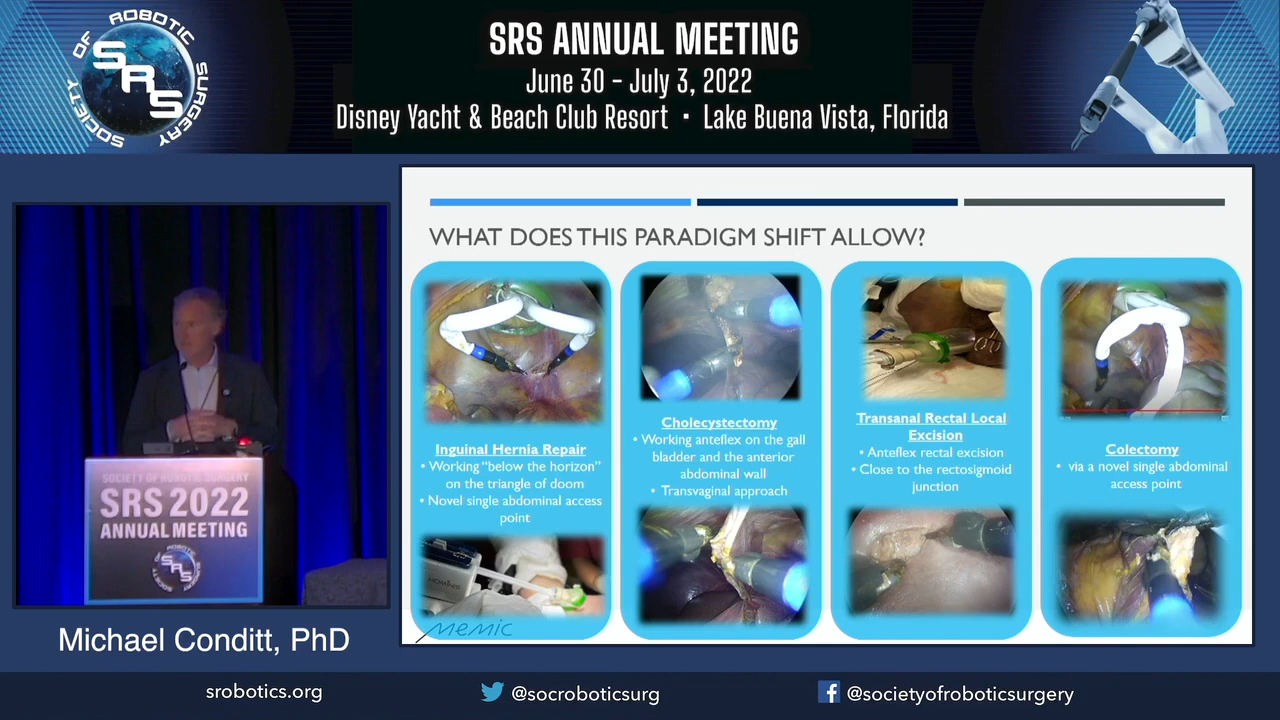 SOCIETY OF ROBOTIC SURGERY
SRS
SRS ANNUAL MEETING
June 30 - July 3, 2022
Disney Yacht & Beach Club Resort • Lake Buena Vista, Florida
WHAT DOES THIS PARADIGM SHIFT ALLOW?
Inguinal Hernia Repair
• Working “below the horizon”
on the triangle of doom
• Novel single abdominal access
point
Cholecystectomy
• Working anteflex on the gall
bladder and the anterior
abdominal wall
• Transvaginal approach
Transanal Rectal Local
Excision
• Anteflex rectal excision
• Close to the rectosigmoid
junction
Colectomy
• via a novel single abdominal
access point
memic
SOCIETY OF ROBOTIC SURGERY
SRS 2022
ANNUAL MEETING
SRS
Michael Conditt, PhD
srobotics.org
@socroboticsurg
@societyofroboticsurgery